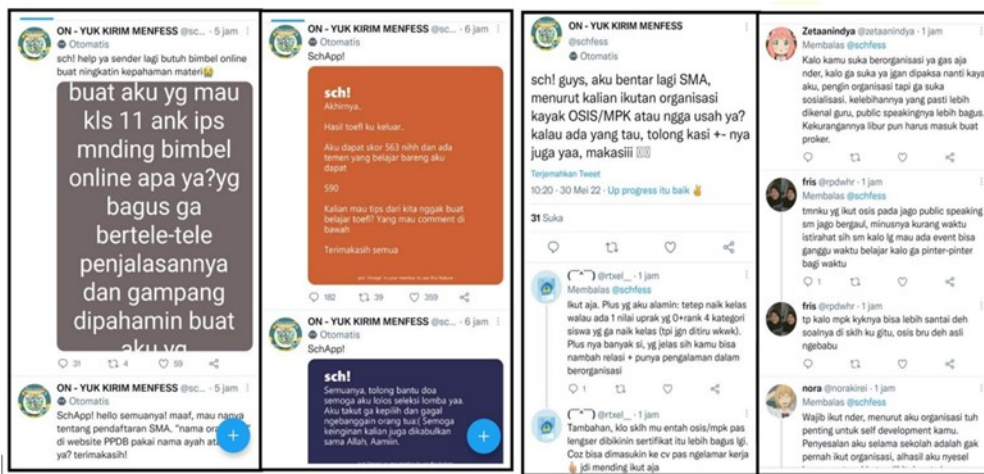 ON - YUK KIRIM MENFESS @sc... · 5 jam
Otomatis
sch! help ya sender lagi butuh bimbel online
buat ningkatin kepahaman materi😭
buat aku yg mau
kls 11 ank ips
mnding bimbel
online apa ya?yg
bagus ga
bertele-tele
penjalasannya
dan gampang
dipahamin buat
aku yg
31 4 59
ON - YUK KIRIM MENFESS @sc... · 5 jam
Otomatis
SchApp! hello semuanya! maaf, mau nanya
tentang pendaftaran SMA. "nama
di website PPDB pakai nama ayah
ya? terimakasih!
ON - YUK KIRIM MENFESS @sc... · 6 jam
Otomatis
SchApp!
sch!
Akhirnya..
Hasil toefl ku keluar..
Aku dapat skor 563 nihh dan ada
temen yang belajar bareng aku
dapat
590
Kalian mau tips dari kita nggak buat
belajar toefl? Yang mau comment di
bawah
Terimakasih semua
182 39 359
ON - YUK KIRIM MENFESS @sc... · 6 jam
Otomatis
SchApp!
sch!
Semuanya, tolong bantu doa
semoga aku lolos seleksi lomba yaa.
Aku takut ga kepilih dan gagal
ngebanggain orang tua:( Semoga
keinginan kalian juga dikabulkan
sama Allah, Aamiin.
ON - YUK KIRIM MENFESS
@schfess
Otomatis
sch! guys, aku bentar lagi SMA,
menurut kalian ikutan organisasi
kayak OSIS/MPK atau ngga usah ya?
kalau ada yang tau, tolong kasi +- nya
juga yaa, makasiii
Terjemahkan Tweet
10:20 · 30 Mei 22 · Up progress itu baik ✌
31 Suka
@rtxel_ · 1 jam
Membalas @schfess
Ikut aja. Plus yg aku alamin: tetep naik kelas
walau ada 1 nilai uprak yg 0+rank 4 kategori
siswa yg ga naik kelas (tpi jgn ditiru wkwk).
Plus nya banyak si, yg jelas sih kamu bisa
nambah relasi + punya pengalaman dalam
berorganisasi
1
@rtxel_ · 1 jam
Membalas @schfess
Tambahan, klo sklh mu entah osis/mpk pas
lengser dibikinin sertifikat itu lebih bagus lgi.
Coz bisa dimasukin ke cv pas ngelamar kerja
👆 jdi mending ikut aja
Zetaanindya @zetaanindya · 1 jam
Membalas @schfess
Kalo kamu suka berorganisasi ya gas aja
nder, kalo ga suka ya jgan dipaksa nanti kaya
aku, pengin organisasi tapi ga suka
sosialisasi. kelebihannya yang pasti lebih
dikenal guru, public speakingnya lebih bagus.
Kekurangannya libur pun harus masuk buat
proker.
fris @rpdwhr · 1 jam
Membalas @schfess
tmnku yg ikut osis pada jago public speaking
sm jago bergaul, minusnya kurang waktu
istirahat sih sm kalo lg mau ada event bisa
ganggu waktu belajar kalo ga pinter-pinter
bagi waktu
1
fris @rpdwhr · 1 jam
Membalas @schfess
tp kalo mpk kyknya bisa lebih santai deh
soalnya di sklh ku gitu, osis bru deh asli
ngebabu
nora @norakirei · 1 jam
Membalas @schfess
Wajib ikut nder, menurut aku organisasi tuh
penting untuk self development kamu.
Penyesalan aku selama sekolah adalah gak
pernah ikut organisasi, alhasil aku nyesel